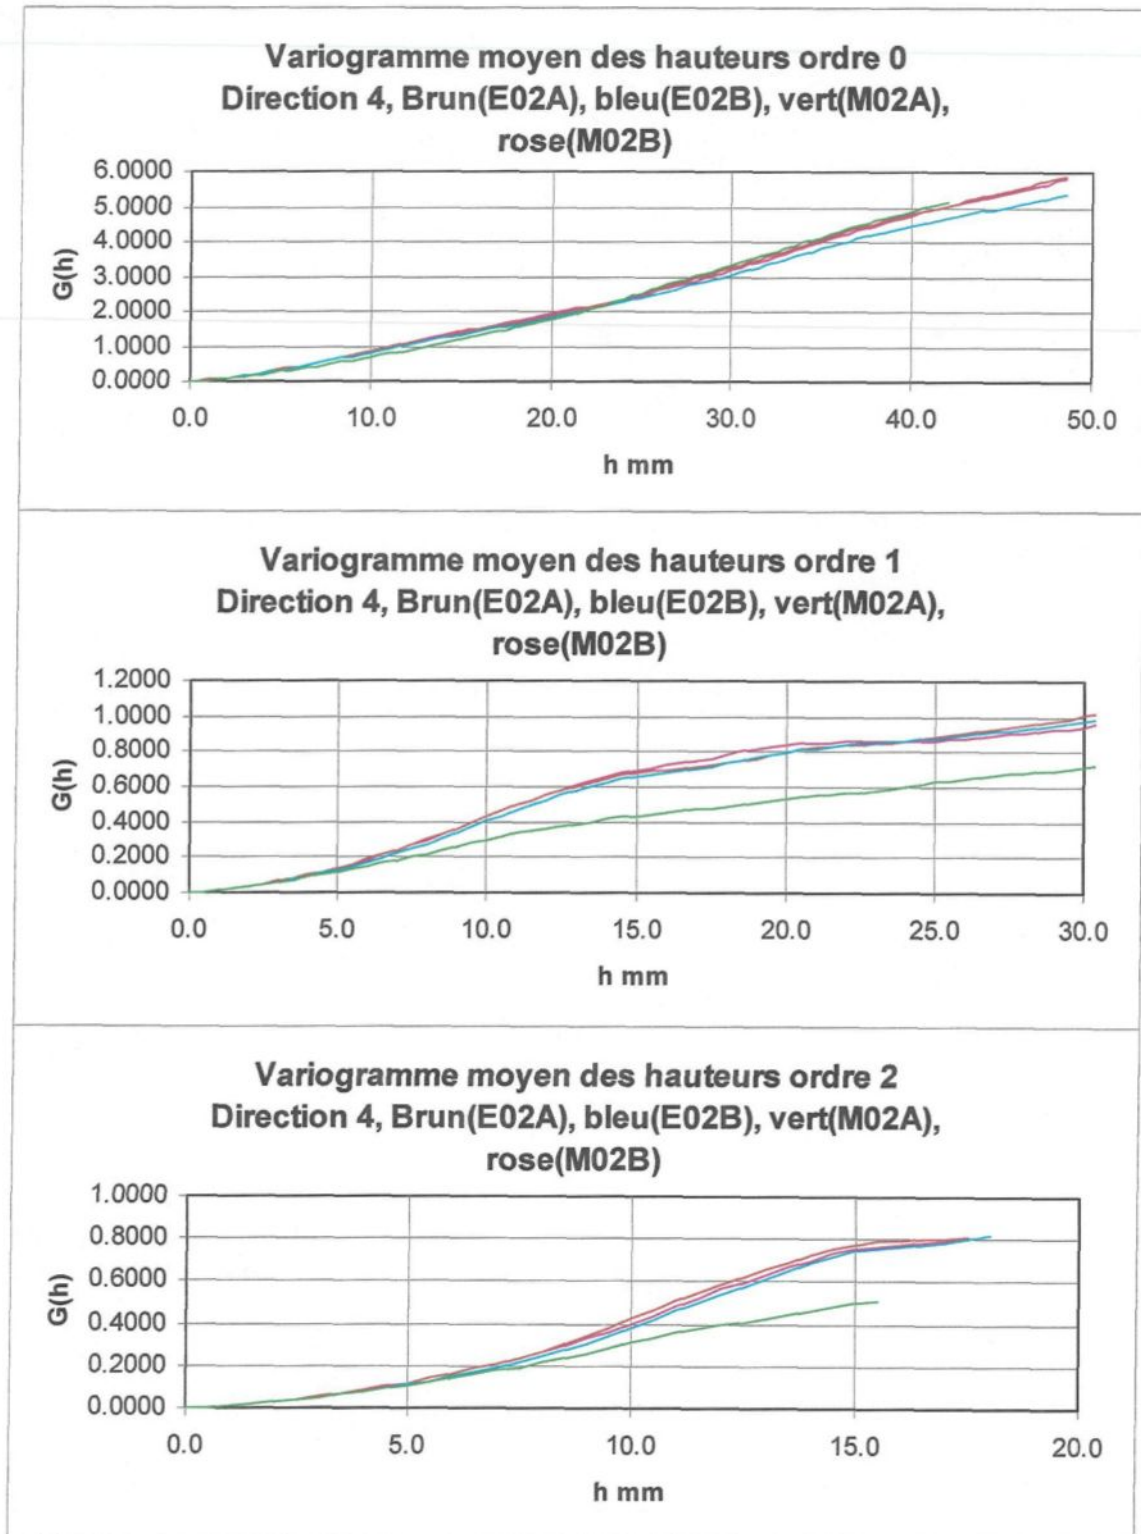 Variogramme moyen des hauteurs ordre 0
Direction 4, Brun(E02A), bleu(E02B), vert(M02A),
rose(M02B)
6.0000
5.0000
4.0000
3.0000
2.0000
1.0000
0.0000
G(h)
0.0 10.0 20.0 30.0 40.0 50.0
h mm
Variogramme moyen des hauteurs ordre 1
Direction 4, Brun(E02A), bleu(E02B), vert(M02A),
rose(M02B)
1.2000
1.0000
0.8000
0.6000
0.4000
0.2000
0.0000
G(h)
0.0 5.0 10.0 15.0 20.0 25.0 30.0
h mm
Variogramme moyen des hauteurs ordre 2
Direction 4, Brun(E02A), bleu(E02B), vert(M02A),
rose(M02B)
1.0000
0.8000
0.6000
0.4000
0.2000
0.0000
G(h)
0.0 5.0 10.0 15.0 20.0
h mm